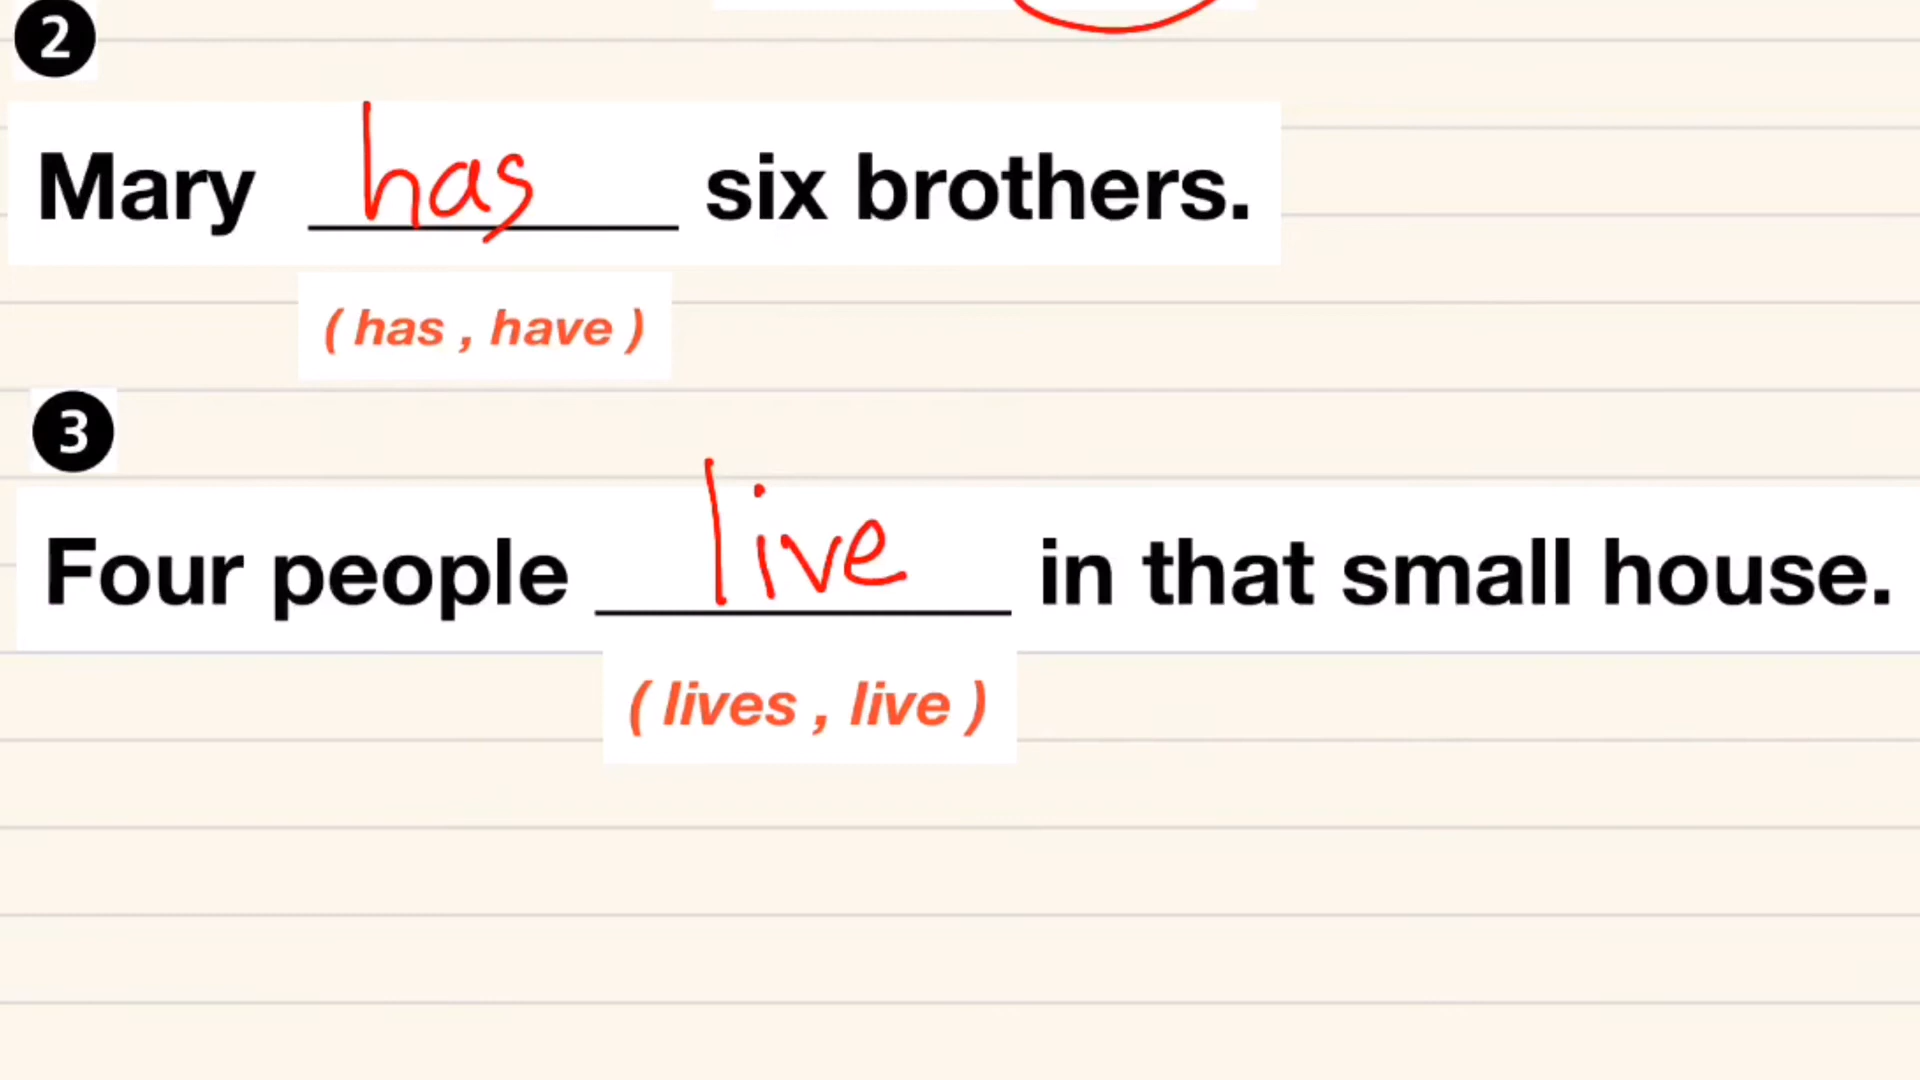 2
Mary has six brothers.
( has , have )
3
Four people live in that small house.
( lives , live )